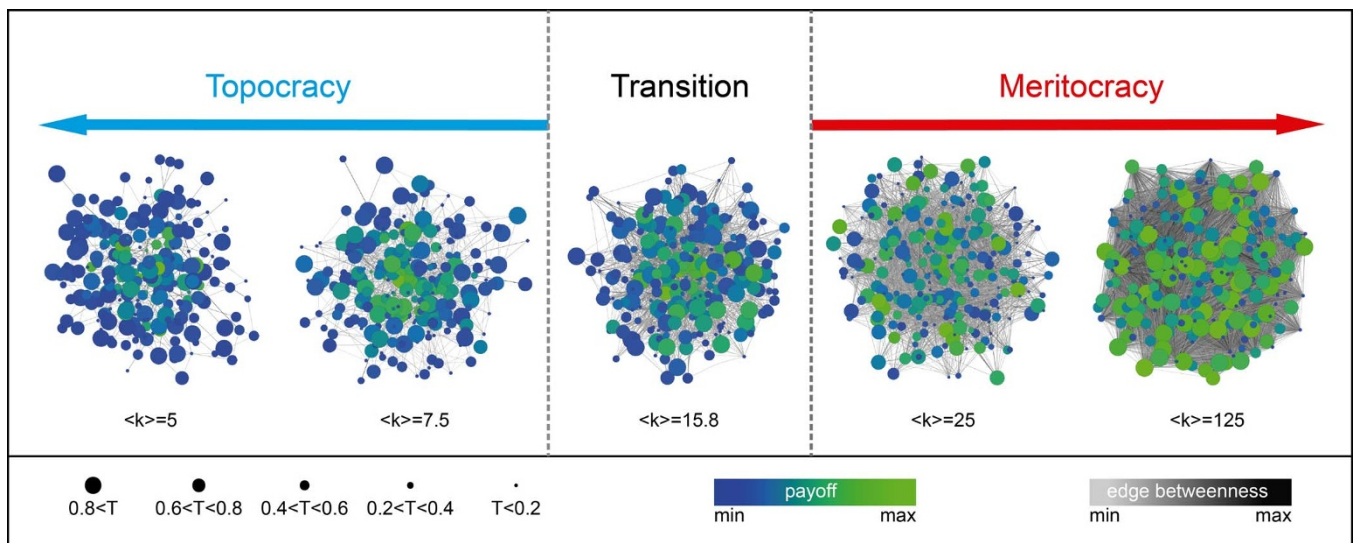 Topocracy
Transition
Meritocracy
<k>=5
<k>=7.5
<k>=15.8
<k>=25
<k>=125
0.8<T
0.6<T<0.8
0.4<T<0.6
0.2<T<0.4
T<0.2
payoff
min
max
edge betweenness
min
max